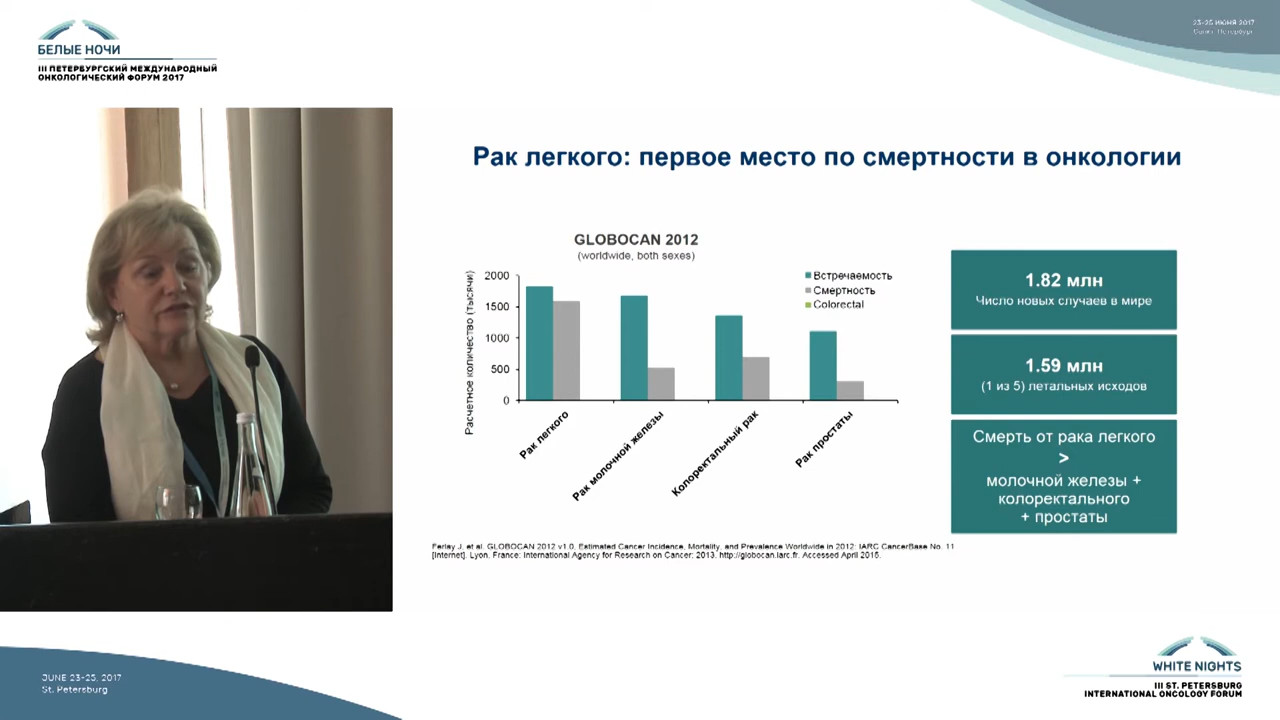 БЕЛЫЕ НОЧИ
III ПЕТЕРБУРГСКИЙ МЕЖДУНАРОДНЫЙ
ОНКОЛОГИЧЕСКИЙ ФОРУМ 2017
23-25 ИЮНЯ 2017
Санкт-Петербург
Рак легкого: первое место по смертности в онкологии
GLOBOCAN 2012
(worldwide, both sexes)
Расчетное количество (тысячи)
2000
1500
1000
500
0
Встречаемость
Смертность
Colorectal
Рак легкого
Рак молочной железы
Колоректальный рак
Рак простаты
1.82 млн
Число новых случаев в мире
1.59 млн
(1 из 5) летальных исходов
Смерть от рака легкого
>
молочной железы +
колоректального
+ простаты
Ferlay J, et al. GLOBOCAN 2012 v1.0, Estimated Cancer Incidence, Mortality, and Prevalence Worldwide in 2012: IARC CancerBase No. 11
[Internet]. Lyon, France: International Agency for Research on Cancer; 2013. http://globocan.iarc.fr. Accessed April 2015.
JUNE 23-25, 2017
St. Petersburg
WHITE NIGHTS
III ST. PETERSBURG
INTERNATIONAL ONCOLOGY FORUM